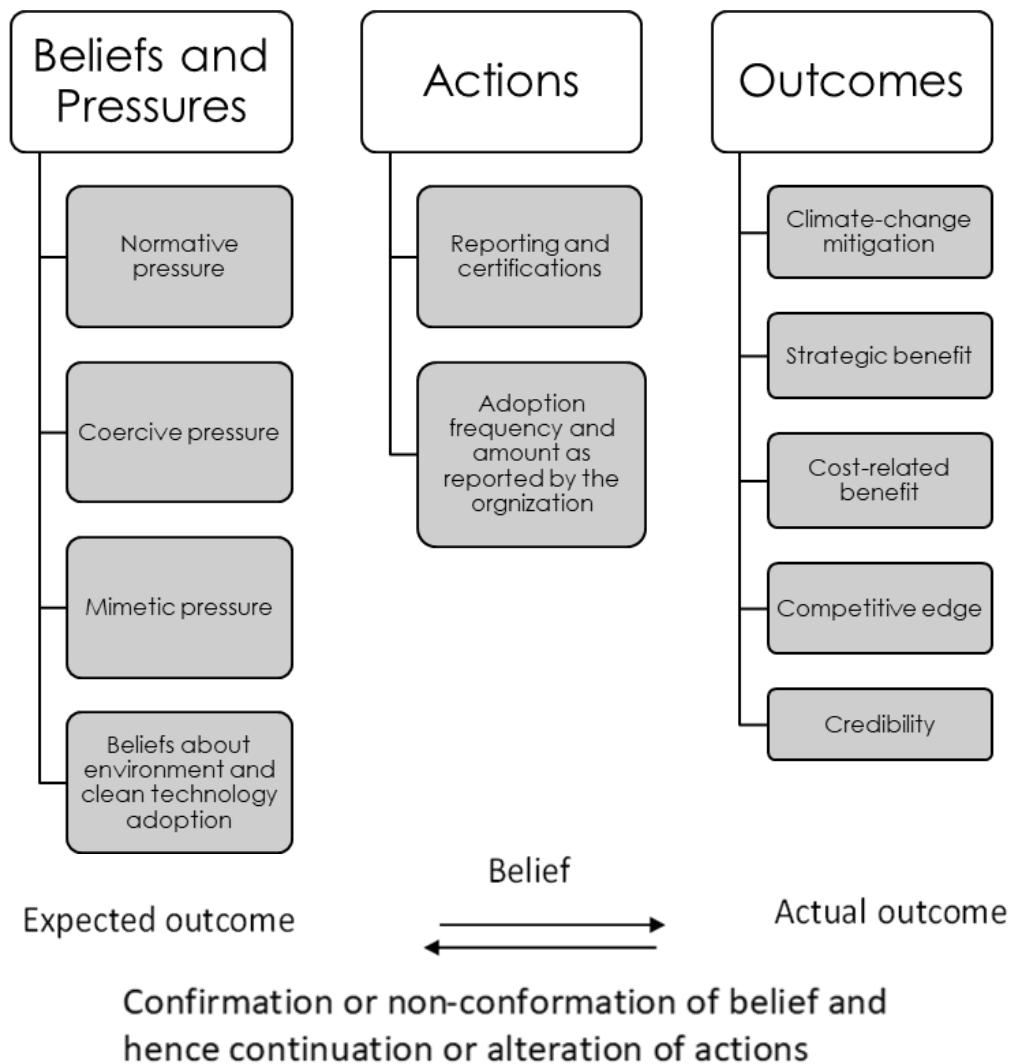 Beliefs and
Pressures
Normative
pressure
Coercive pressure
Mimetic pressure
Beliefs about
environment and
clean technology
adoption
Actions
Reporting and
certifications
Adoption
frequency and
amount as
reported by the
orgnization
Outcomes
Climate-change
mitigation
Strategic benefit
Cost-related
benefit
Competitive edge
Credibility
Belief
Expected outcome
Actual outcome
Confirmation or non-conformation of belief and
hence continuation or alteration of actions